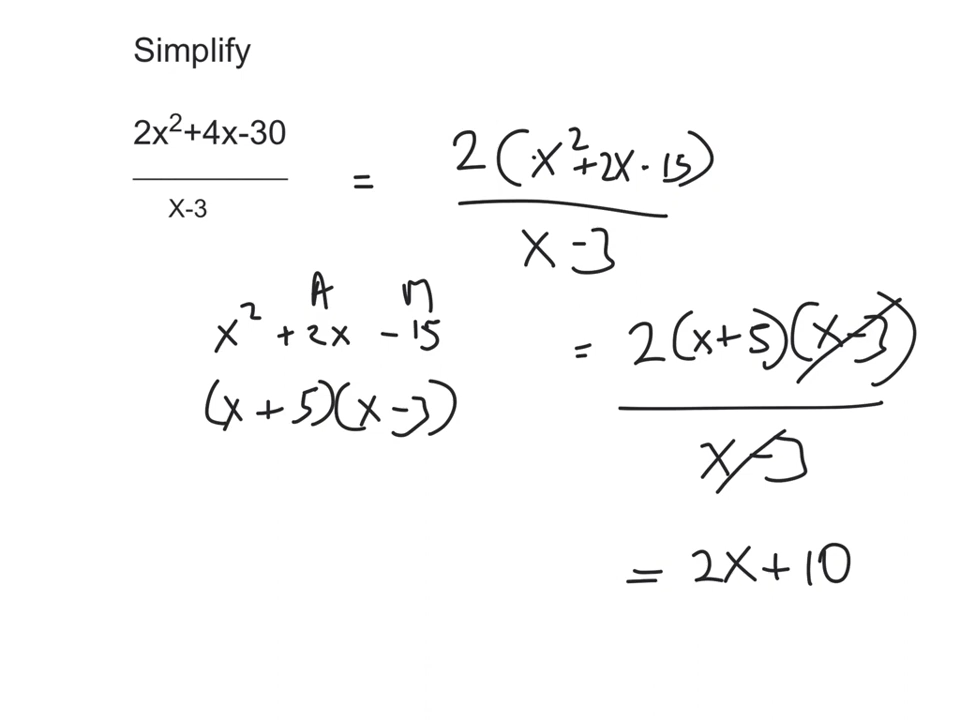 Simplify
2x²+4x-30
X-3
= 2(x²+2x-15)
x-3
A M
x² + 2x - 15
(x + 5)(x - 3)
= 2(x+5)(x-3)
x-3
= 2x+10